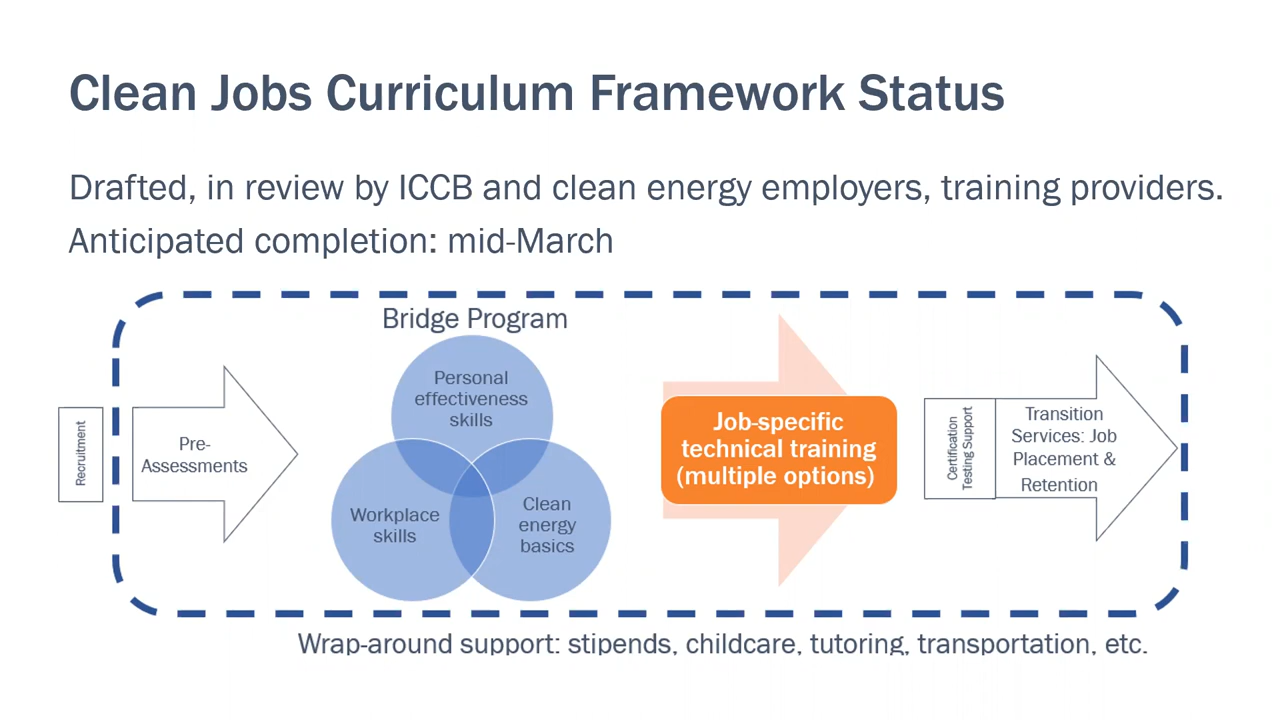 Clean Jobs Curriculum Framework Status
Drafted, in review by ICCB and clean energy employers, training providers.
Anticipated completion: mid-March
Bridge Program
Recruitment
Pre-
Assessments
Personal
effectiveness
skills
Workplace
skills
Clean
energy
basics
Job-specific
technical training
(multiple options)
Certification
Testing Support
Transition
Services: Job
Placement &
Retention
Wrap-around support: stipends, childcare, tutoring, transportation, etc.